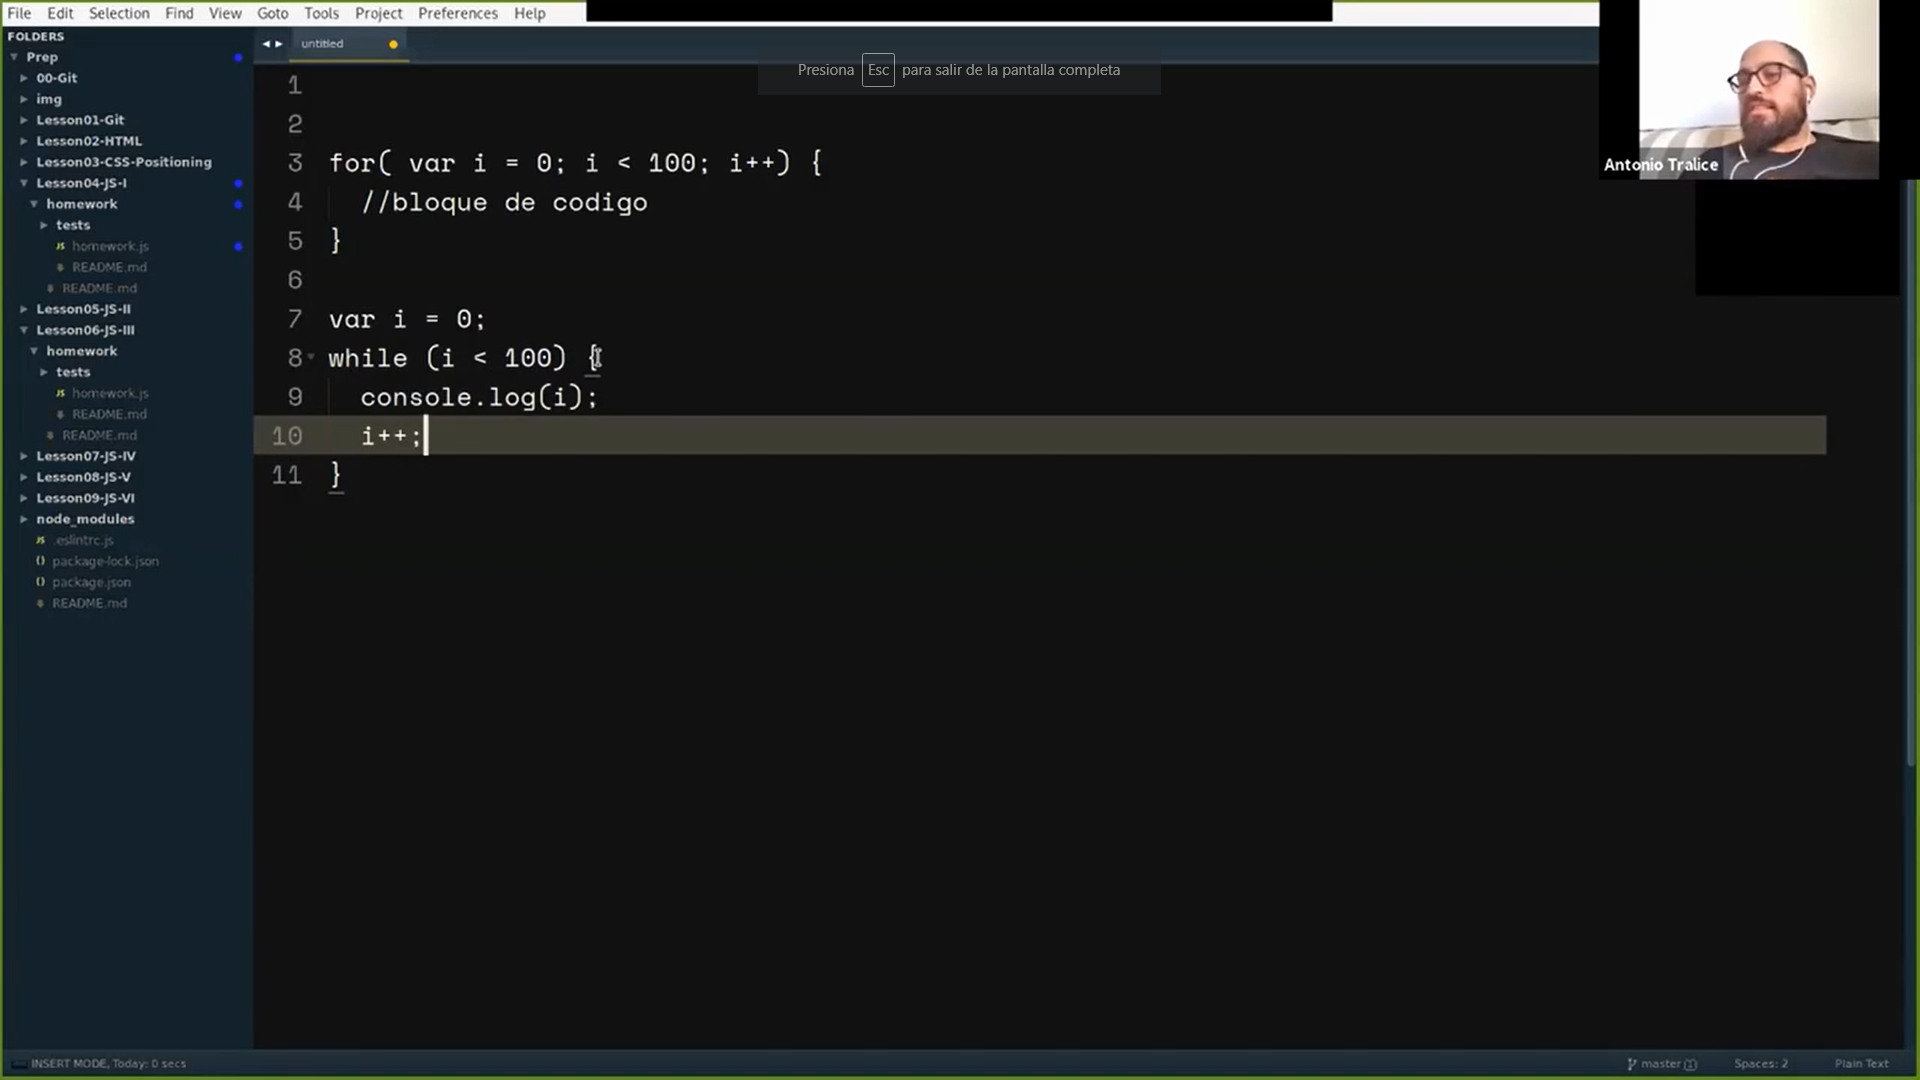 File Edit Selection Find View Goto Tools Project Preferences Help
FOLDERS
Prep
00-Git
img
Lesson01-Git
Lesson02-HTML
Lesson03-CSS-Positioning
Lesson04-JS-I
homework
tests
homework.js
README.md
README.md
Lesson05-JS-II
Lesson06-JS-III
homework
tests
homework.js
README.md
README.md
Lesson07-JS-IV
Lesson08-JS-V
Lesson09-JS-VI
node_modules
JS .eslintrc.js
package-lock.json
package.json
README.md
untitled
Presiona Esc para salir de la pantalla completa
Antonio Tralice
1
2
3 for( var i = 0; i < 100; i++) {
4 //bloque de codigo
5 }
6
7 var i = 0;
8 while (i < 100) {
9 console.log(i);
10 i++;
11 }
INSERT MODE, Today: 0 secs
master (1) Spaces: 2 Plain Text